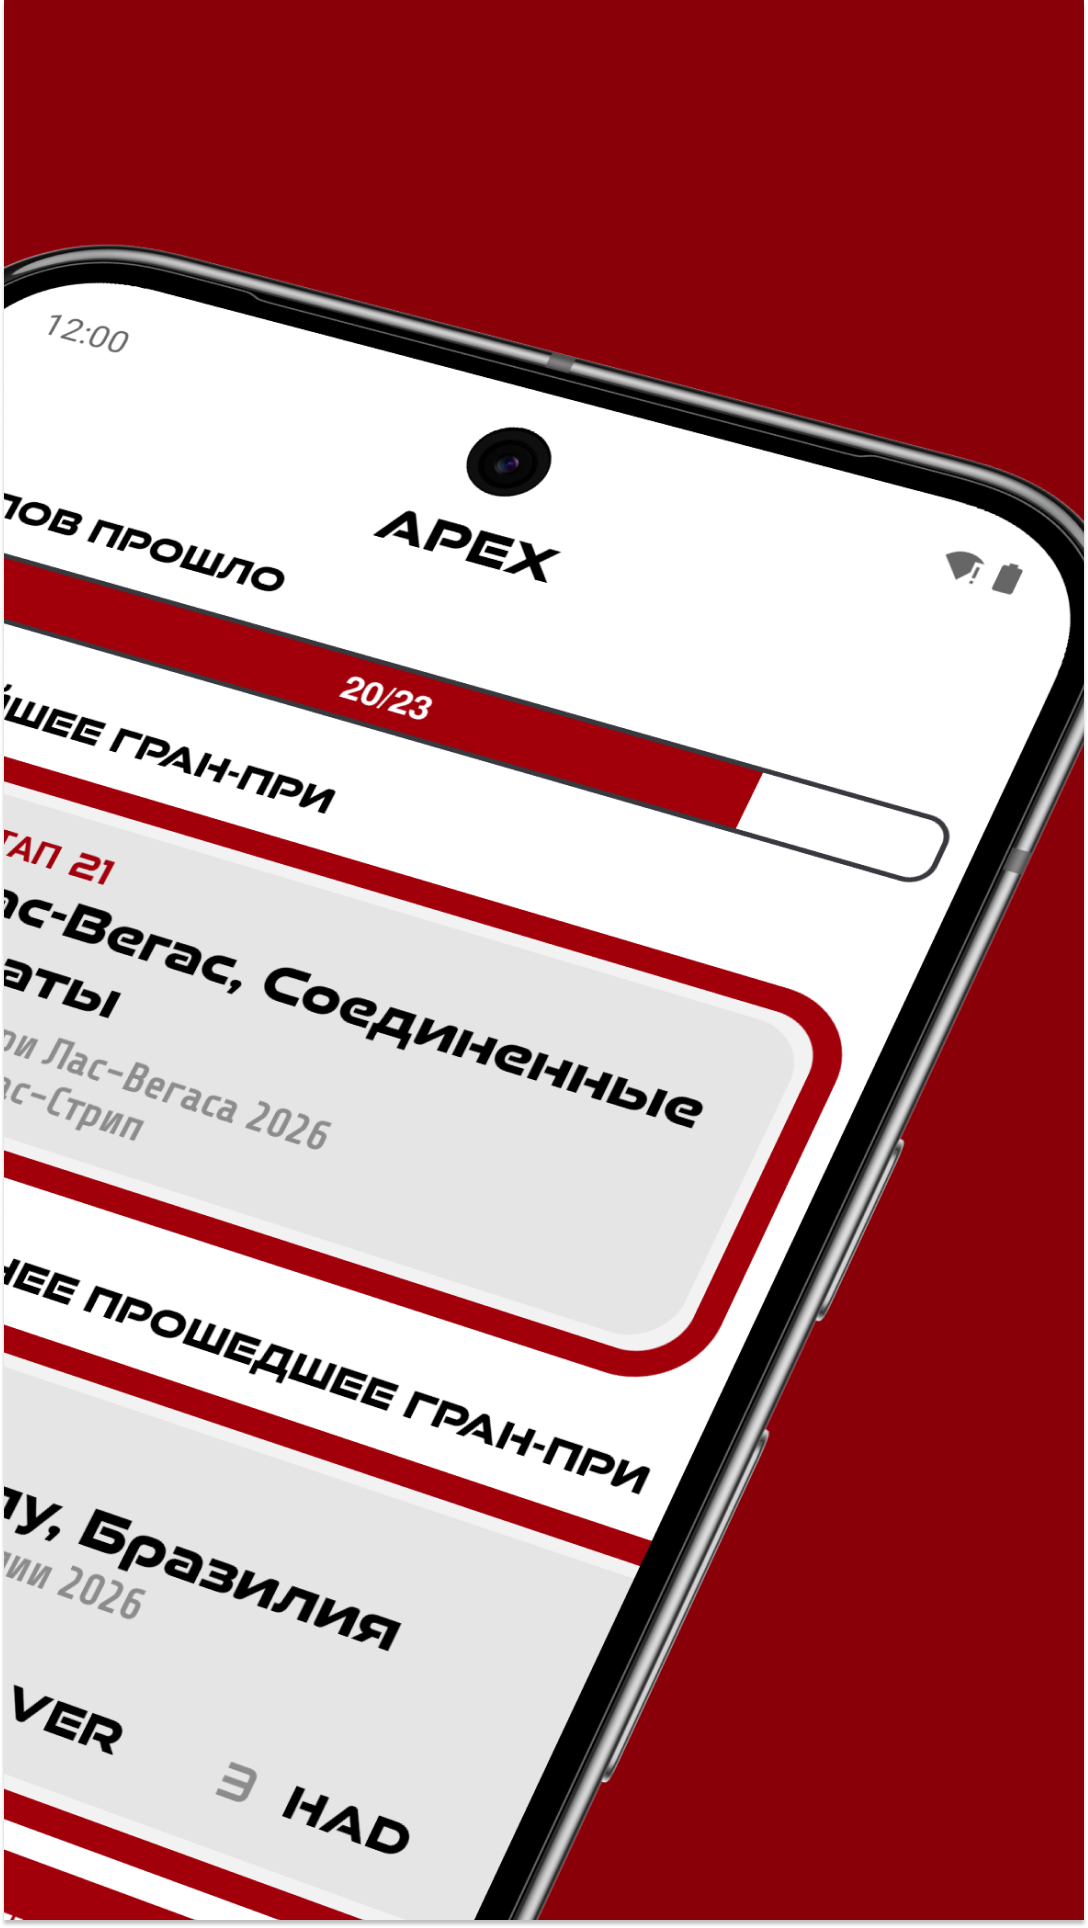 12:00
APEX
ПОВ ПРОШЛО
20/23
ЙШЕЕ ГРАН-ПРИ
ТАП 21
ас-Вегас, Соединенные
аты
ри Лас-Вегаса 2026
ас-Стрип
НЕЕ ПРОШЕДШЕЕ ГРАН-ПРИ
лу, Бразилия
лии 2026
VER
3 HAD